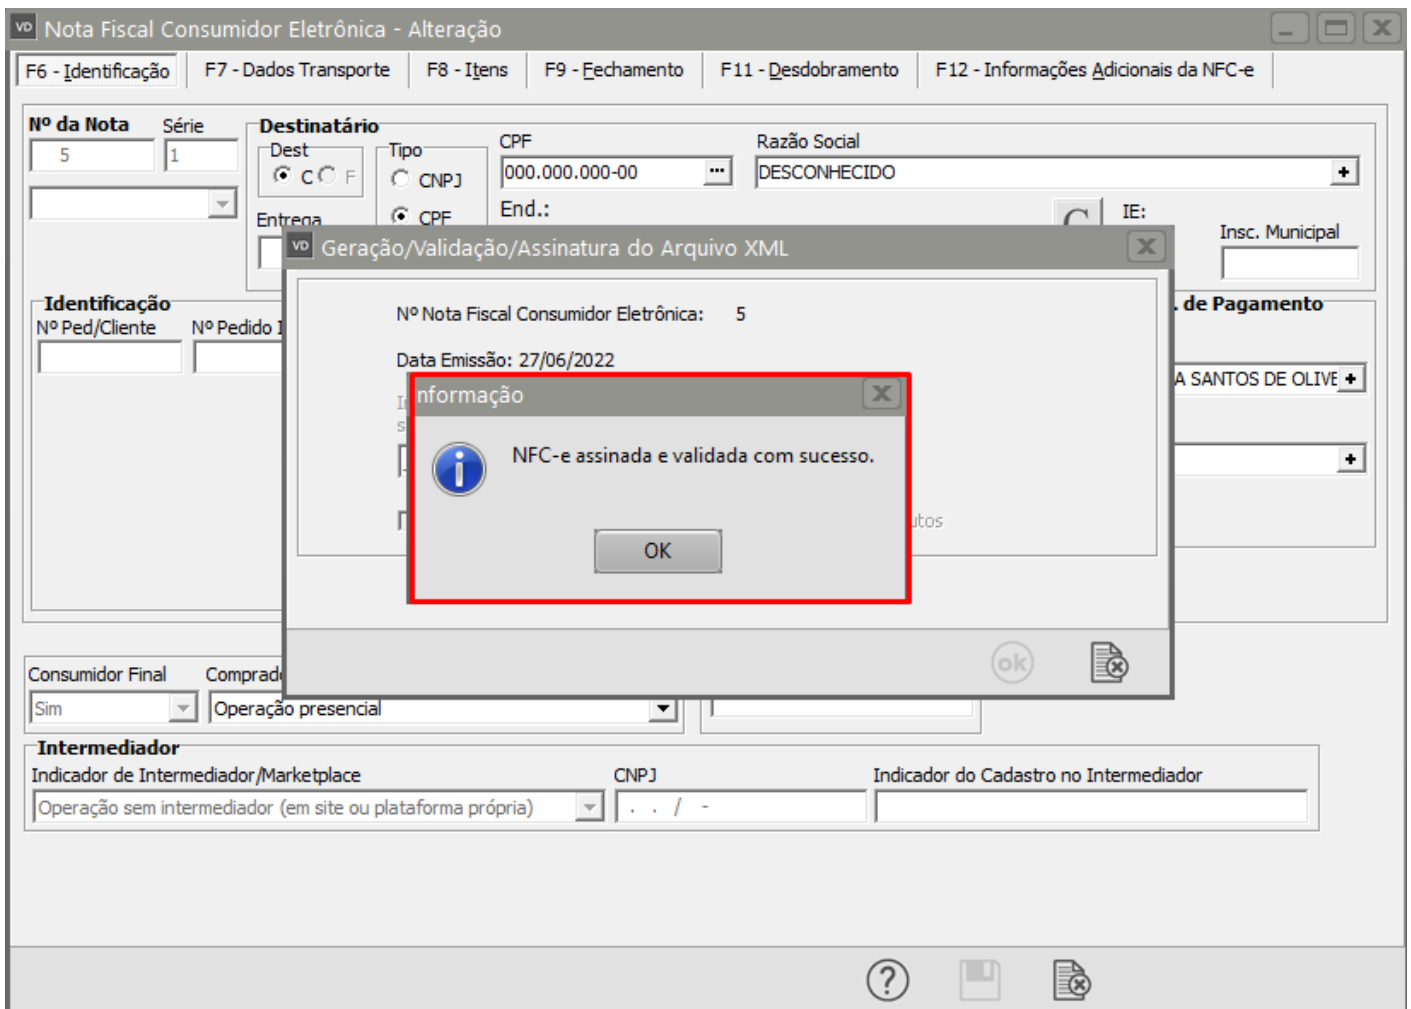 VD Nota Fiscal Consumidor Eletrônica - Alteração
F6 - Identificação F7 - Dados Transporte F8 - Itens F9 - Fechamento F11 - Desdobramento F12 - Informações Adicionais da NFC-e
Nº da Nota Série Destinatário
5 1
Dest Tipo CPF Razão Social
C F CNPJ 000.000.000-00 ... DESCONHECIDO +
Entrega CPF End.: C IE:
Insc. Municipal
VD Geração/Validação/Assinatura do Arquivo XML
Identificação
Nº Ped/Cliente Nº Pedido
Nº Nota Fiscal Consumidor Eletrônica: 5
. de Pagamento
Data Emissão: 27/06/2022
A SANTOS DE OLIVE +
nformação
NFC-e assinada e validada com sucesso.
+
utos
OK
ok
Consumidor Final Comprad
Sim Operação presencial
Intermediador
Indicador de Intermediador/Marketplace CNPJ Indicador do Cadastro no Intermediador
Operação sem intermediador (em site ou plataforma própria) . . / -
?